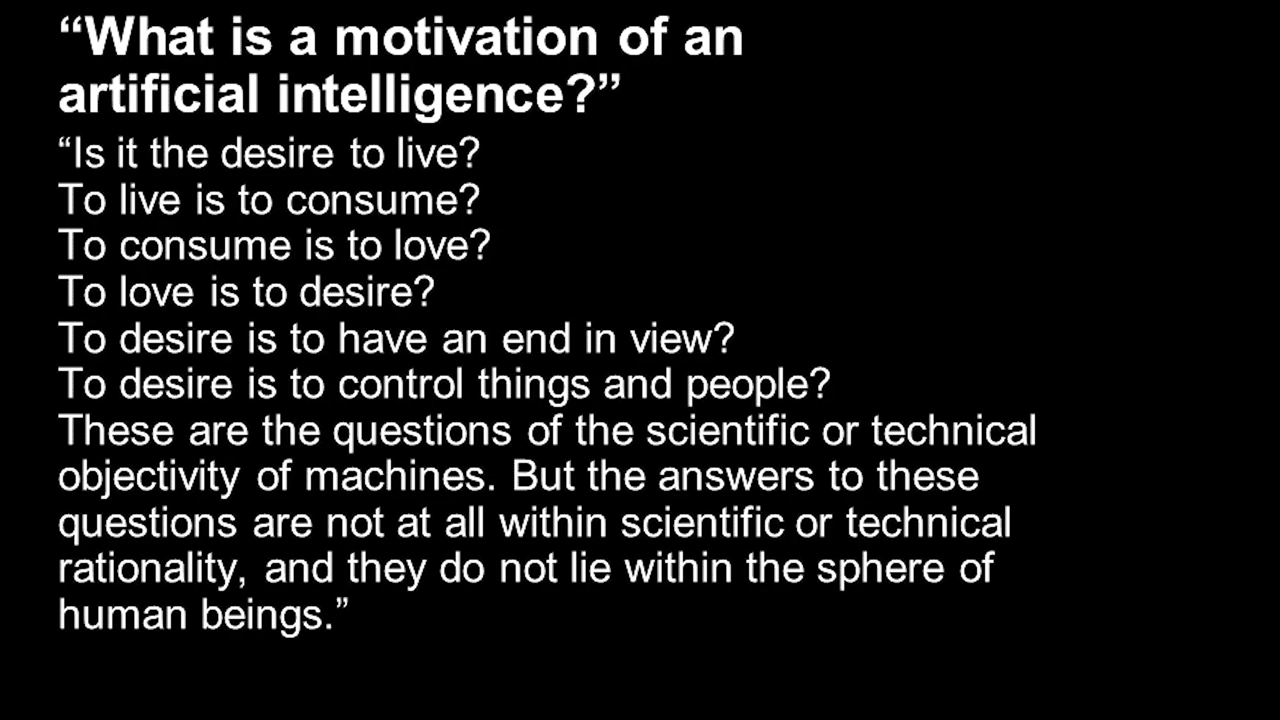 “What is a motivation of an
artificial intelligence?”
“Is it the desire to live?
To live is to consume?
To consume is to love?
To love is to desire?
To desire is to have an end in view?
To desire is to control things and people?
These are the questions of the scientific or technical
objectivity of machines. But the answers to these
questions are not at all within scientific or technical
rationality, and they do not lie within the sphere of
human beings.”